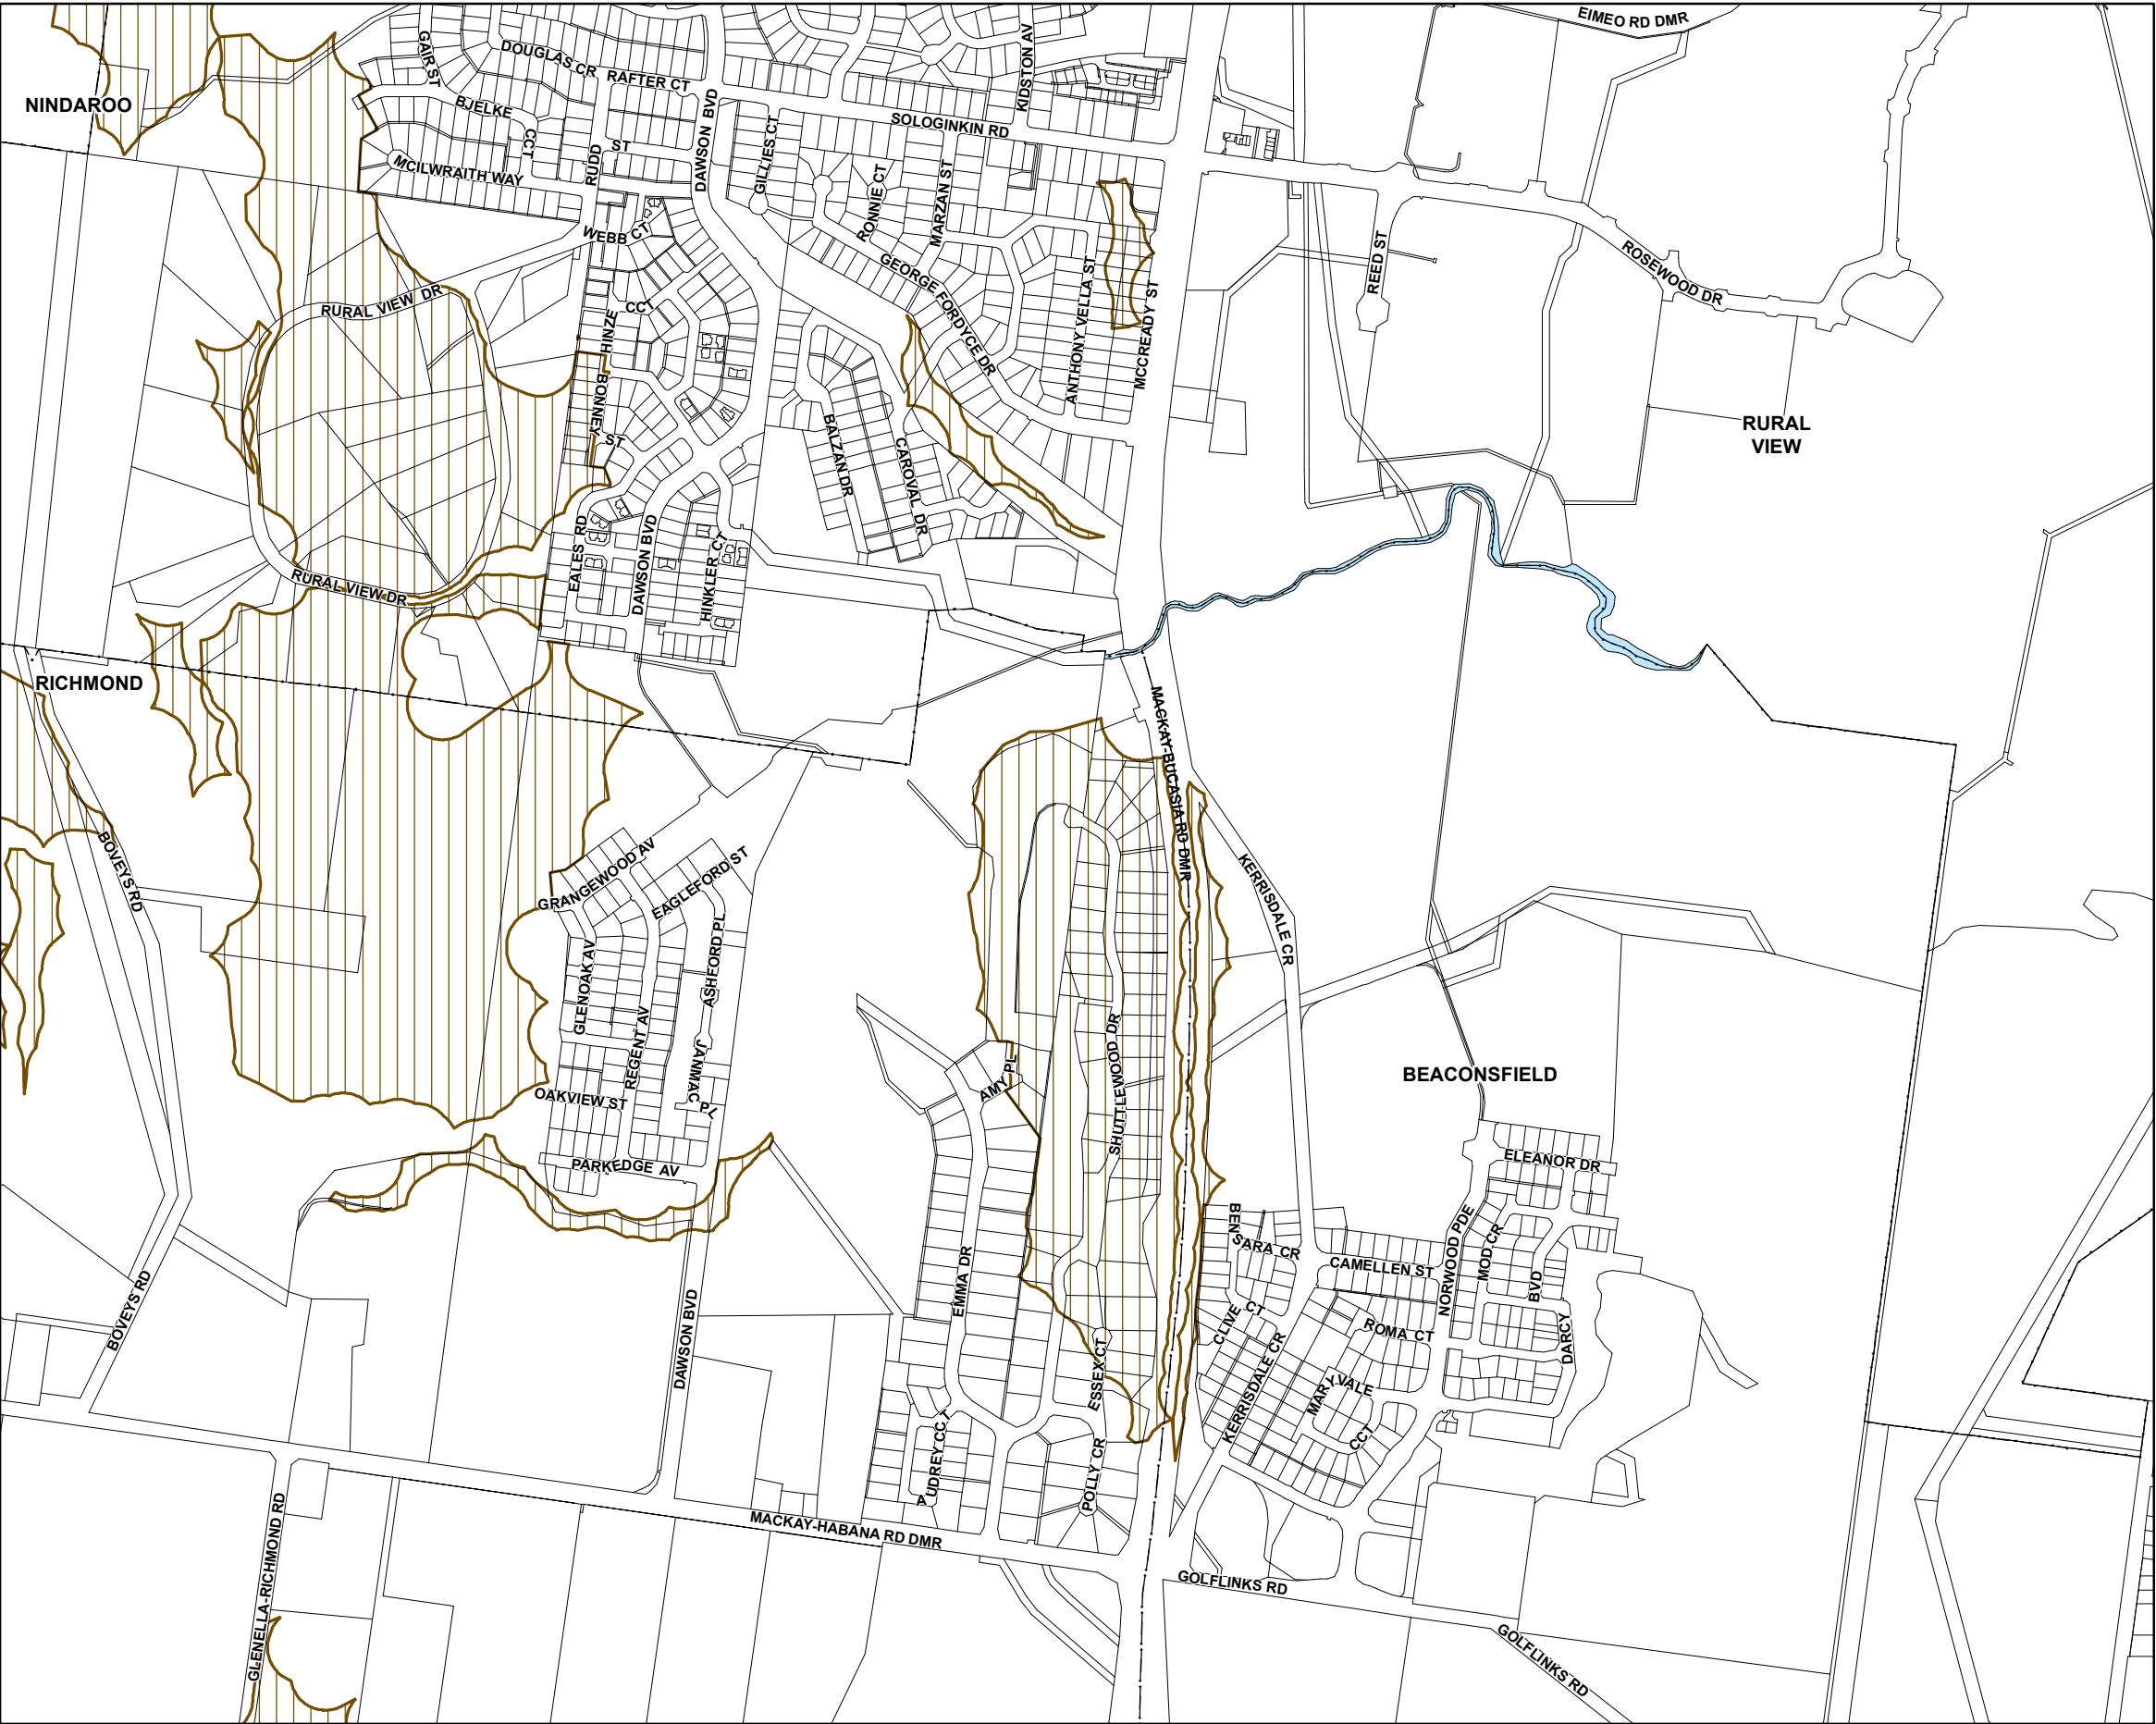 EIMEO RD DMR
GAIR ST
DOUGLAS CR
RAFTER CT
KIDSTON AV
NINDAROO
BJELKE
CCT
RUDD
ST
DAWSON BVD
GILLIES CT
SOLOGINKIN RD
MCILWRAITH WAY
RONNIE CT
MARZAN ST
WEBB CT
GEORGE FORDYCE DR
ANTHONY VELLA ST
MCCREADY ST
REED ST
ROSEWOOD DR
RURAL VIEW DR
HINZE
CCT
BONNEY
ST
BALZAN DR
CAROVAL DR
RURAL
VIEW
EALES RD
DAWSON BVD
HINKLER CT
RURAL VIEW DR
RICHMOND
MACKAY-BUCASIA RD DMR
BOVEYS RD
GRANGEWOOD AV
EAGLEFORD ST
KERRISDALE CR
GLENOAK AV
REGENT AV
ASHFORD PL
JANMAC
PL
AMY PL
SHUTTLEWOOD DR
BEACONSFIELD
OAKVIEW ST
PARKEDGE AV
ELEANOR DR
BEN
SARA CR
NORWOOD PDE
MOD CR
BOVEYS RD
EMMA DR
CAMELLEN ST
BVD
DAWSON BVD
CLIVE
CT
ROMA CT
DARCY
ESSEX CT
KERRISDALE CR
MARYVALE
CCT
AUDREY CCT
POLLY CR
GLENELLA-RICHMOND RD
MACKAY-HABANA RD DMR
GOLFLINKS RD
GOLFLINKS RD